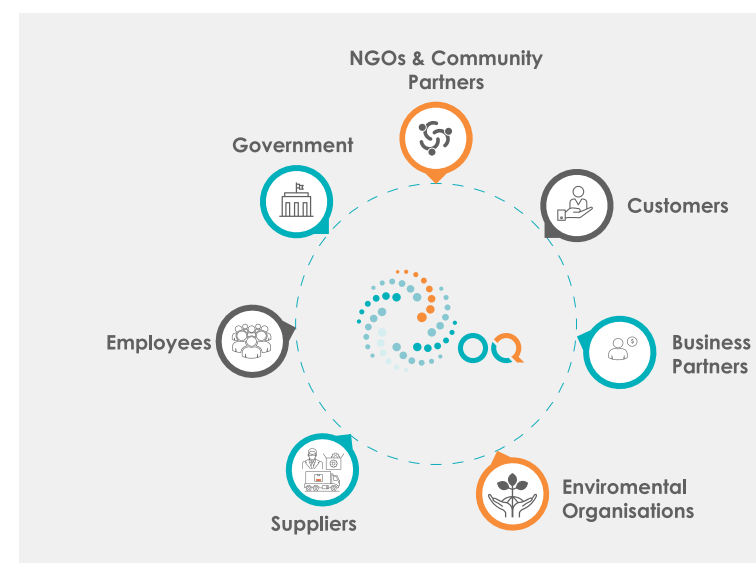 NGOs & Community
Partners
Government
Customers
Employees
OQ
Business
Partners
Enviromental
Organisations
Suppliers